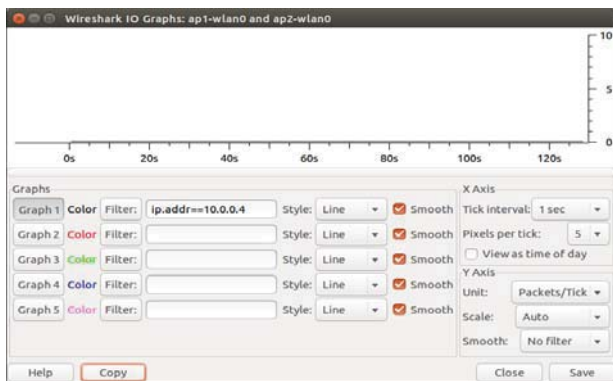 Wireshark IO Graphs: ap1-wlan0 and ap2-wlan0
10
5
0
0s 20s 40s 60s 80s 100s 120s
Graphs
Graph 1 Color Filter: ip.addr==10.0.0.4 Style: Line Smooth
Graph 2 Color Filter: Style: Line Smooth
Graph 3 Color Filter: Style: Line Smooth
Graph 4 Color Filter: Style: Line Smooth
Graph 5 Color Filter: Style: Line Smooth
X Axis
Tick interval: 1 sec
Pixels per tick: 5
View as time of day
Y Axis
Unit: Packets/Tick
Scale: Auto
Smooth: No filter
Help Copy Close Save